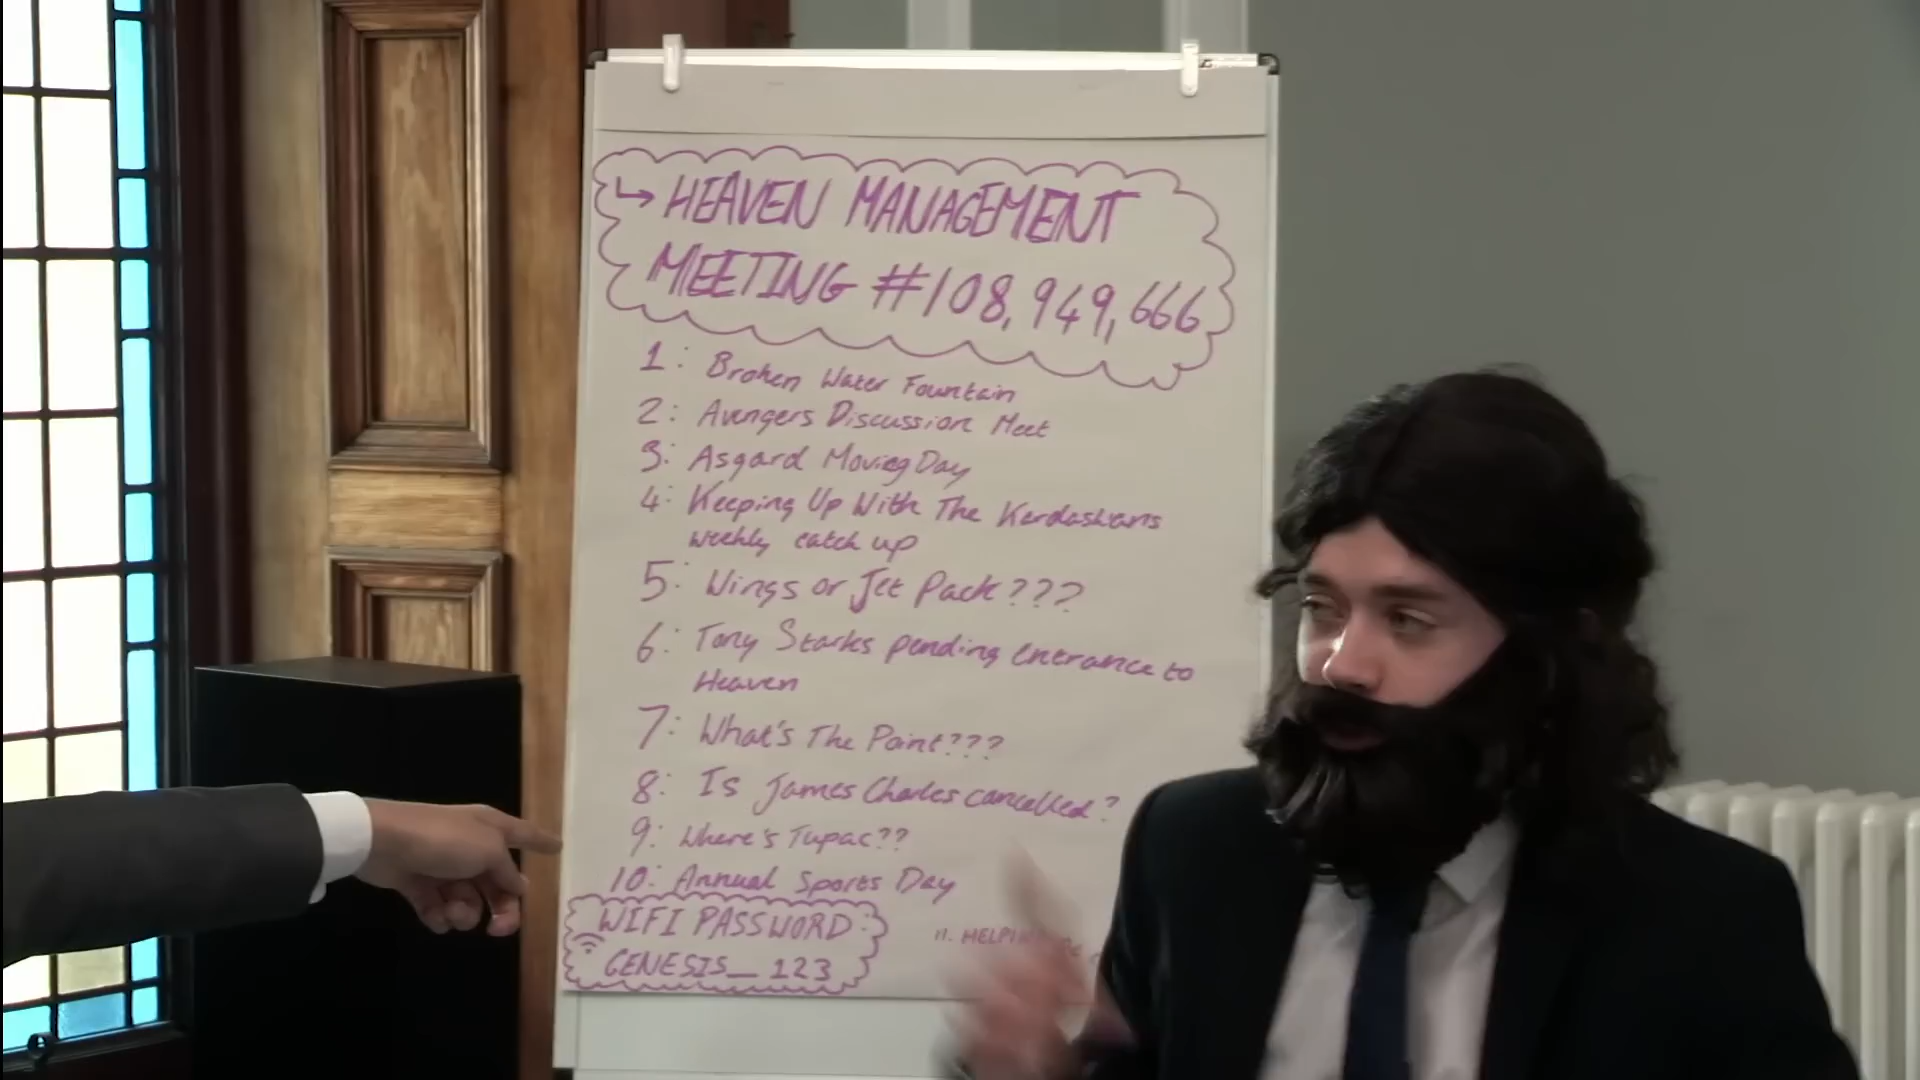 ↳ HEAVEN MANAGEMENT
MEETING #108,949,666
1: Broken Water Fountain
2: Avengers Discussion Meet
3: Asgard Moving Day
4: Keeping Up With The Kardashians
weekly catch up
5: Wings or Jet Pack???
6: Tony Starks pending entrance to
Heaven
7: What's The Point???
8: Is James Charles cancelled?
9: Where's Tupac??
10: Annual Sports Day
WIFI PASSWORD:
GENESIS_123
11. HELPIN